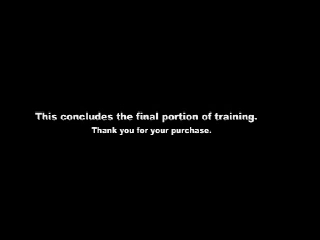 This concludes the final portion of training.
Thank you for your purchase.